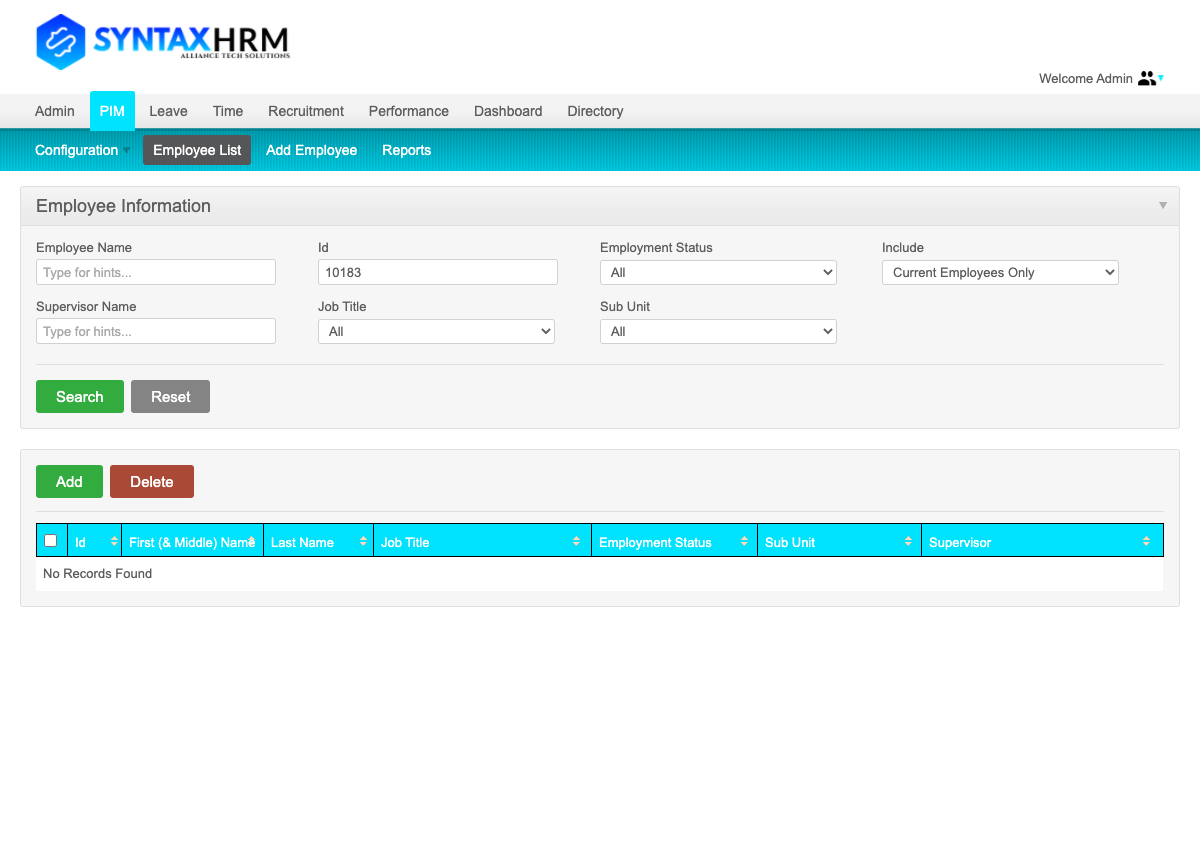 SYNTAXHRM
ALLIANCE TECH SOLUTIONS
Welcome Admin
Admin PIM Leave Time Recruitment Performance Dashboard Directory
Configuration Employee List Add Employee Reports
Employee Information
Employee Name Id Employment Status Include
Type for hints... 10183 All Current Employees Only
Supervisor Name Job Title Sub Unit
Type for hints... All All
Search Reset
Add Delete
Id First (& Middle) Name Last Name Job Title Employment Status Sub Unit Supervisor
No Records Found